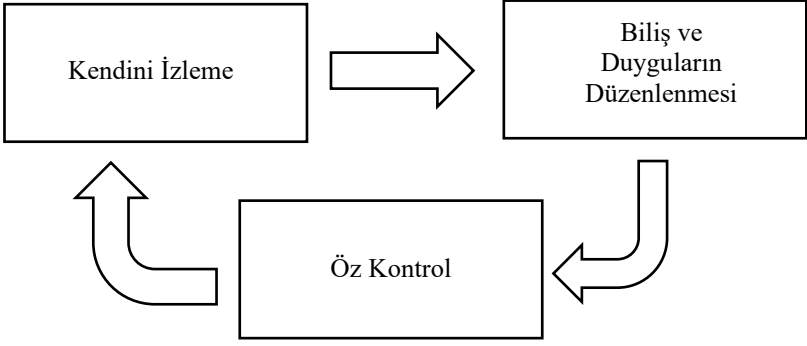 Kendini İzleme
Biliş ve
Duyguların
Düzenlenmesi
Öz Kontrol